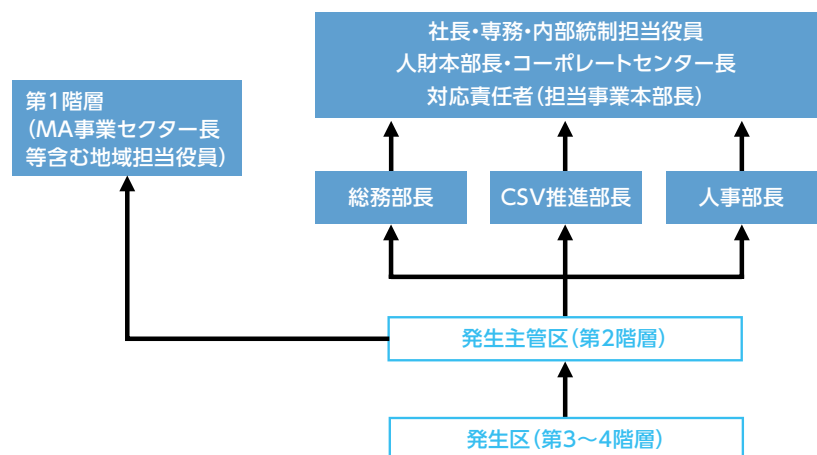 社長・専務・内部統制担当役員
人財本部長・コーポレートセンター長
対応責任者(担当事業本部長)
第1階層
(MA事業セクター長
等含む地域担当役員)
総務部長
CSV推進部長
人事部長
発生主管区(第2階層)
発生区(第3〜4階層)